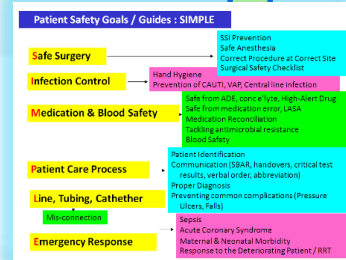 Patient Safety Goals / Guides : SIMPLE
Safe Surgery
SSI Prevention
Safe Anesthesia
Correct Procedure at Correct Site
Surgical Safety Checklist
Infection Control
Hand Hygiene
Prevention of CAUTI, VAP, Central line infection
Medication & Blood Safety
Safe from ADE, conc e'lyte, High-Alert Drug
Safe from medication error, LASA
Medication Reconciliation
Tackling antimicrobial resistance
Blood Safety
Patient Care Process
Patient Identification
Communication (SBAR, handovers, critical test
results, verbal order, abbreviation)
Proper Diagnosis
Preventing common complications (Pressure
Ulcers, Falls)
Line, Tubing, Cathether
Mis-connection
Emergency Response
Sepsis
Acute Coronary Syndrome
Maternal & Neonatal Morbidity
Response to the Deteriorating Patient / RRT